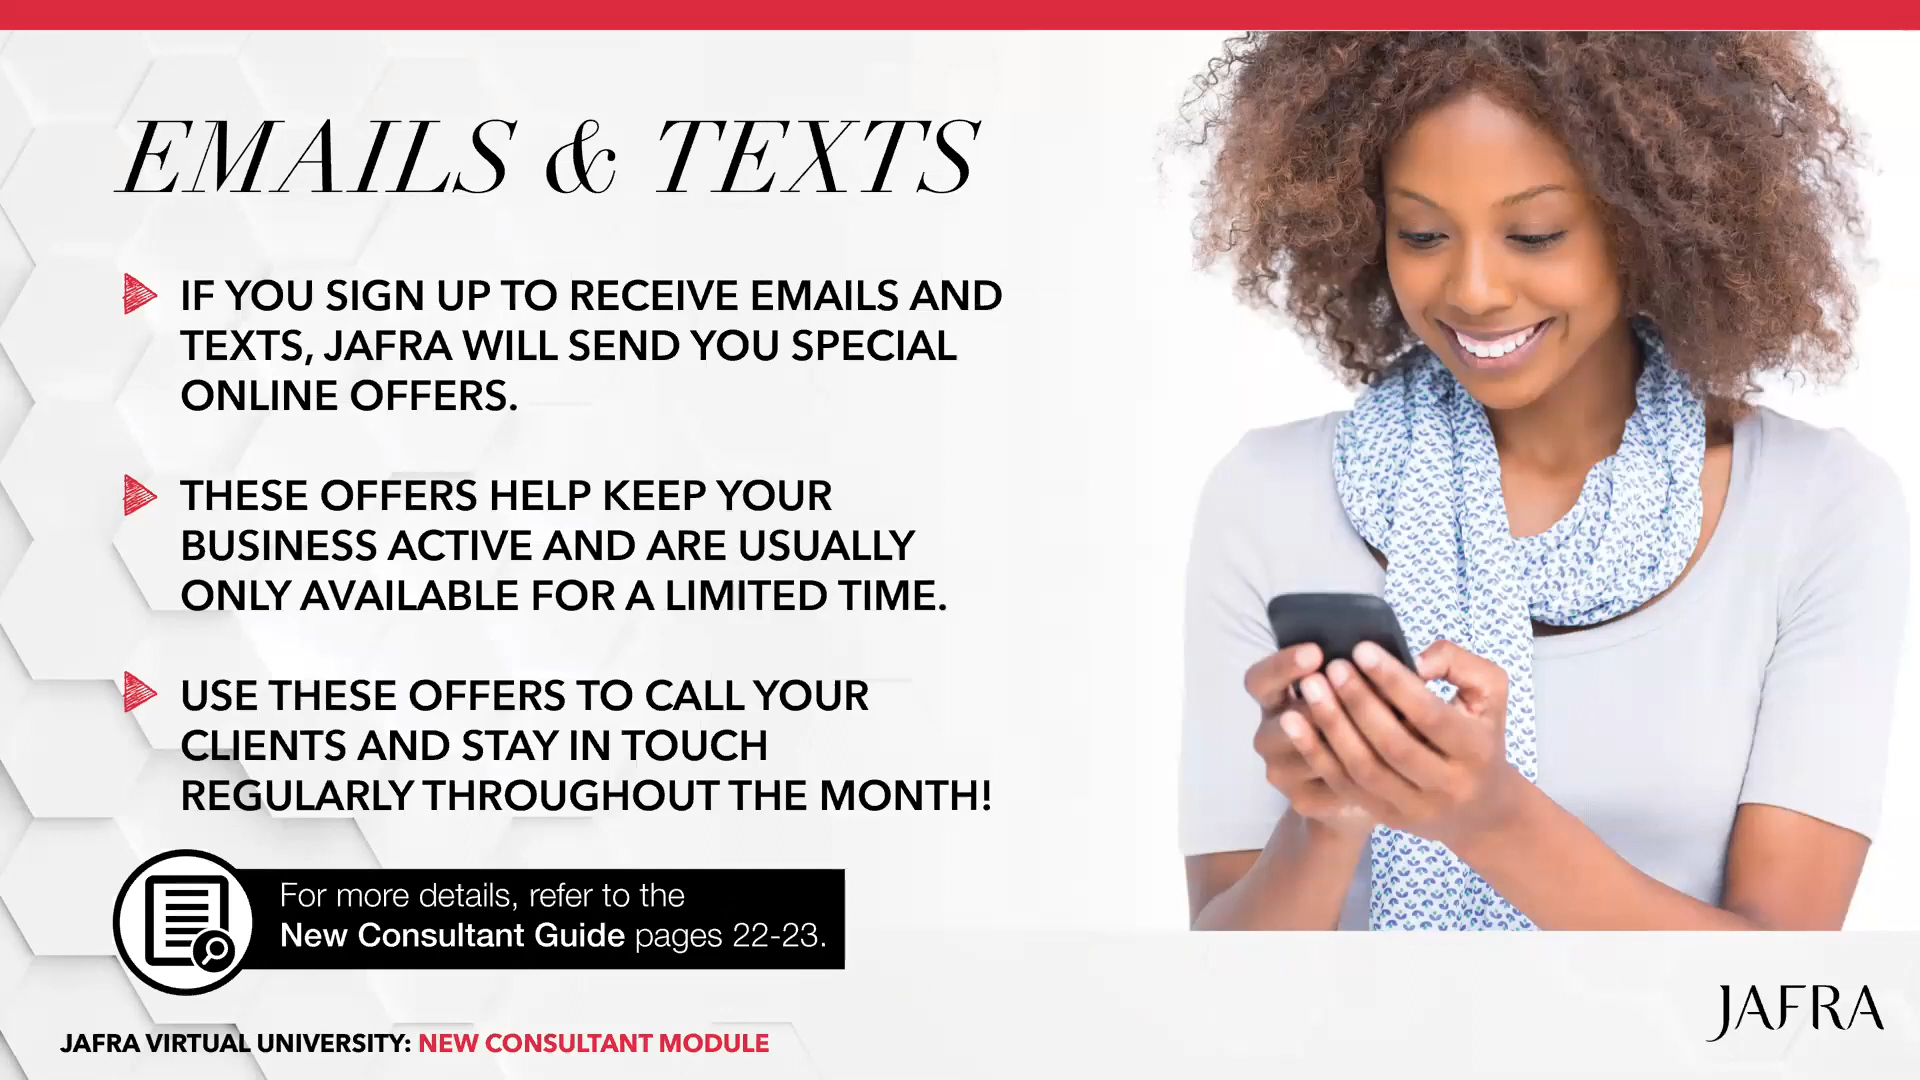 EMAILS & TEXTS
IF YOU SIGN UP TO RECEIVE EMAILS AND
TEXTS, JAFRA WILL SEND YOU SPECIAL
ONLINE OFFERS.
THESE OFFERS HELP KEEP YOUR
BUSINESS ACTIVE AND ARE USUALLY
ONLY AVAILABLE FOR A LIMITED TIME.
USE THESE OFFERS TO CALL YOUR
CLIENTS AND STAY IN TOUCH
REGULARLY THROUGHOUT THE MONTH!
For more details, refer to the
New Consultant Guide pages 22-23.
JAFRA VIRTUAL UNIVERSITY: NEW CONSULTANT MODULE
JAFRA